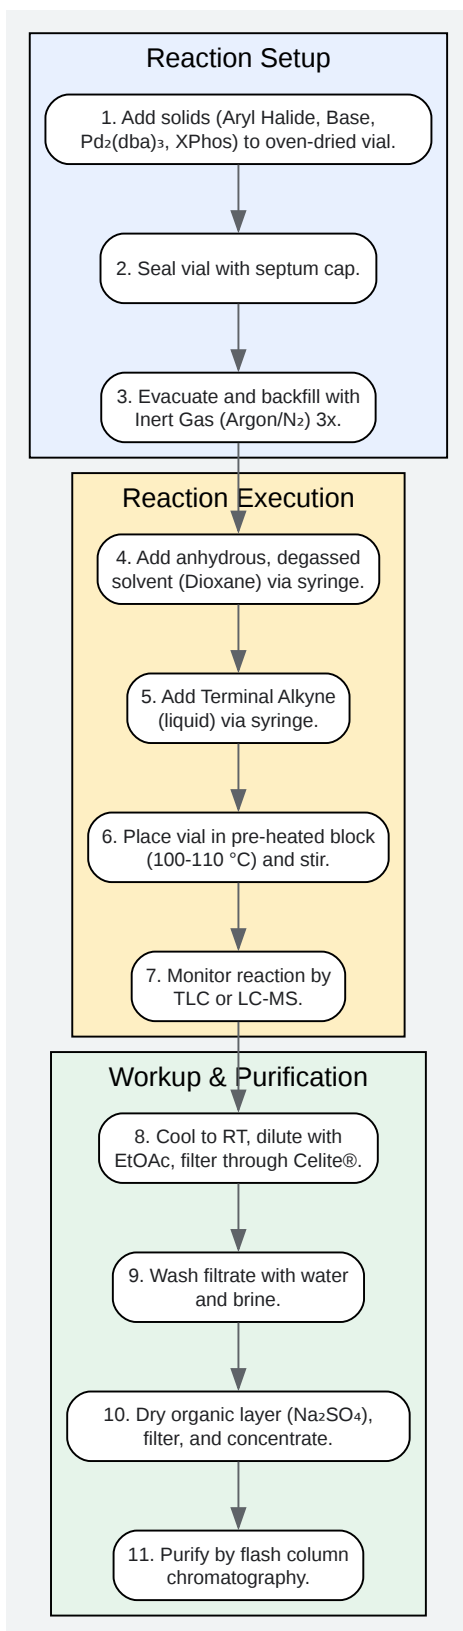 Reaction Setup
1. Add solids (Aryl Halide, Base,
Pd₂(dba)₃, XPhos) to oven-dried vial.
2. Seal vial with septum cap.
3. Evacuate and backfill with
Inert Gas (Argon/N₂) 3x.
Reaction Execution
4. Add anhydrous, degassed
solvent (Dioxane) via syringe.
5. Add Terminal Alkyne
(liquid) via syringe.
6. Place vial in pre-heated block
(100-110 °C) and stir.
7. Monitor reaction by
TLC or LC-MS.
Workup & Purification
8. Cool to RT, dilute with
EtOAc, filter through Celite®.
9. Wash filtrate with water
and brine.
10. Dry organic layer (Na₂SO₄),
filter, and concentrate.
11. Purify by flash column
chromatography.